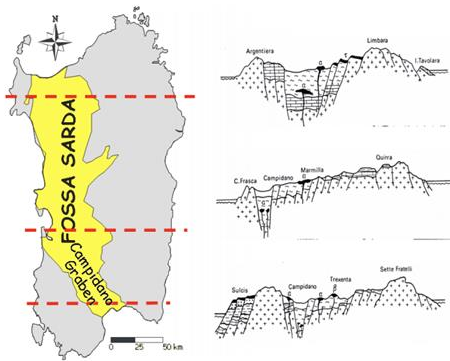 N
FOSSA SARDA
Campidano
Graben
0 25 50 km
Argentiera
Limbara
I. Tavolara
τ
C. Frasca
Campidano
Marmilla
Quirra
Sulcis
Campidano
Trexenta
Sette Fratelli